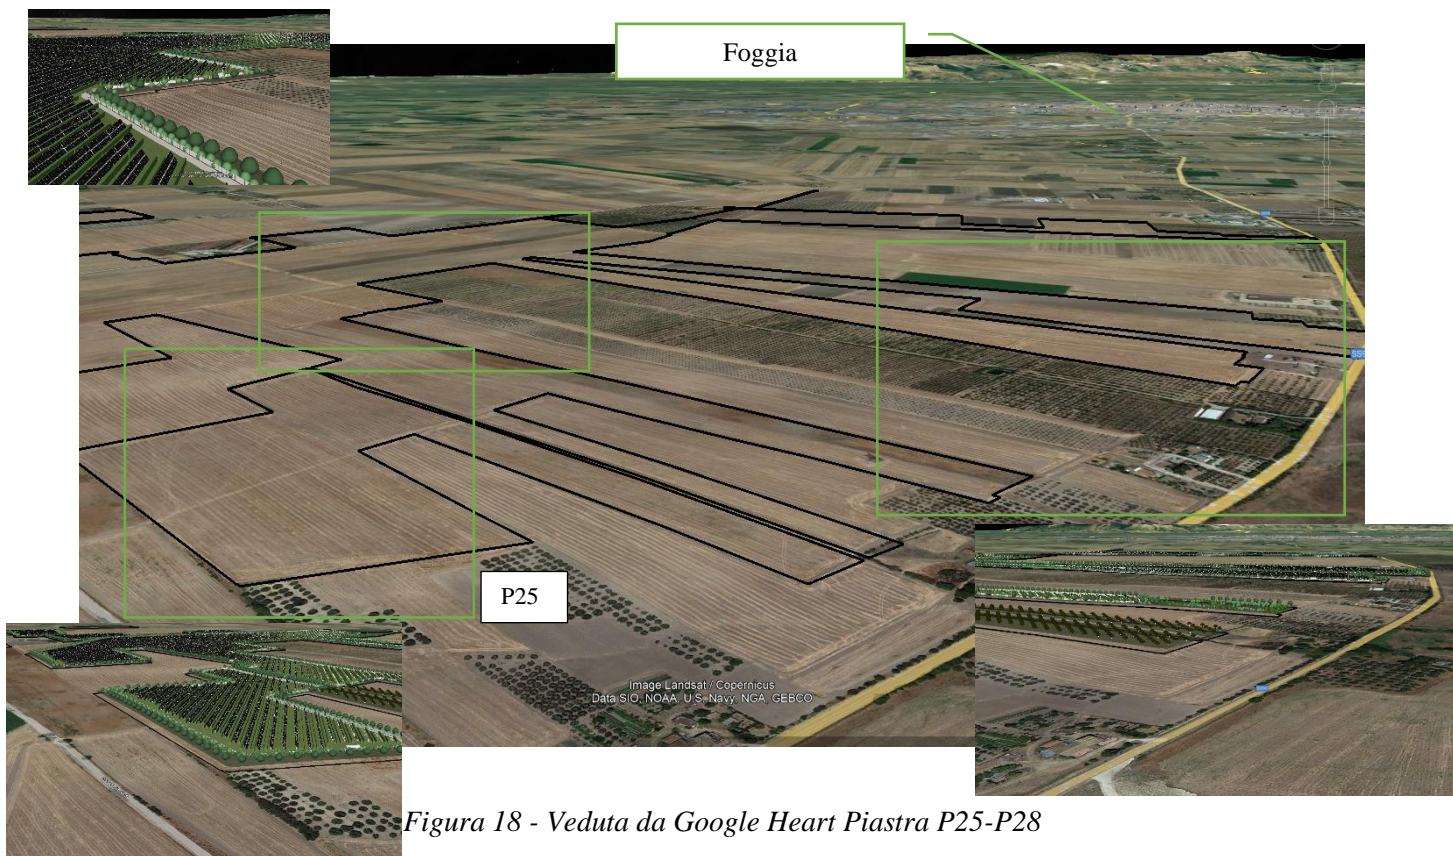 Foggia
P25
Image Landsat / Copernicus
Data SIO, NOAA, U.S. Navy, NGA, GEBCO
Figura 18 - Veduta da Google Heart Piastra P25-P28